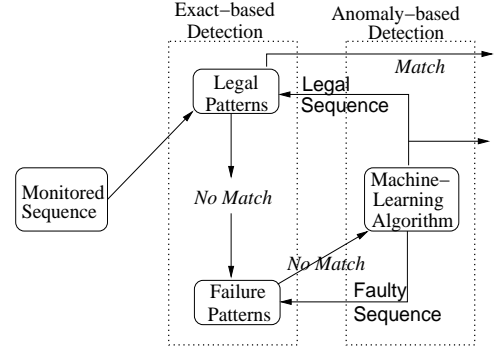 Exact-based
Detection
Anomaly-based
Detection
Match
Legal
Patterns
Legal
Sequence
Monitored
Sequence
No Match
Machine-
Learning
Algorithm
No Match
Failure
Patterns
Faulty
Sequence